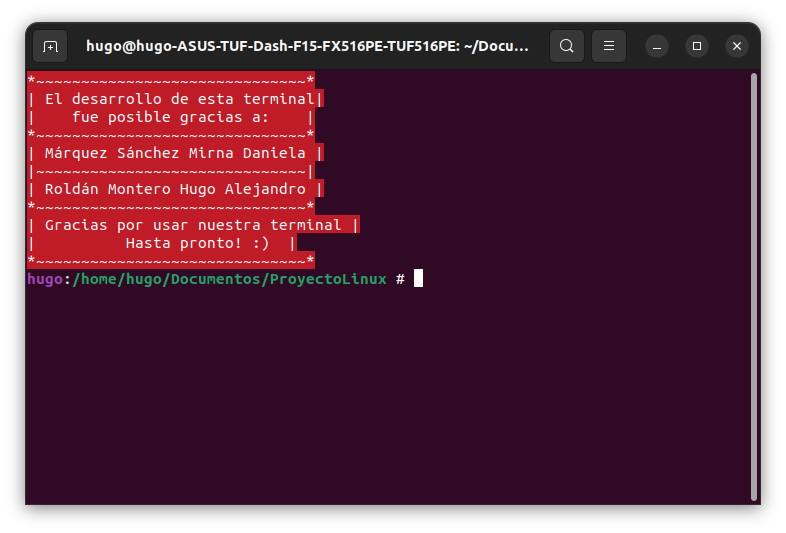 hugo@hugo-ASUS-TUF-Dash-F15-FX516PE-TUF516PE: ~/Docu...
*~~~~~~~~~~~~~~~~~~~~~~~~~~~~~~*
| El desarrollo de esta terminal|
|    fue posible gracias a:    |
*~~~~~~~~~~~~~~~~~~~~~~~~~~~~~~*
| Márquez Sánchez Mirna Daniela |
|~~~~~~~~~~~~~~~~~~~~~~~~~~~~~~|
| Roldán Montero Hugo Alejandro |
*~~~~~~~~~~~~~~~~~~~~~~~~~~~~~~*
| Gracias por usar nuestra terminal |
|          Hasta pronto! :)  |
*~~~~~~~~~~~~~~~~~~~~~~~~~~~~~~*
hugo:/home/hugo/Documentos/ProyectoLinux #